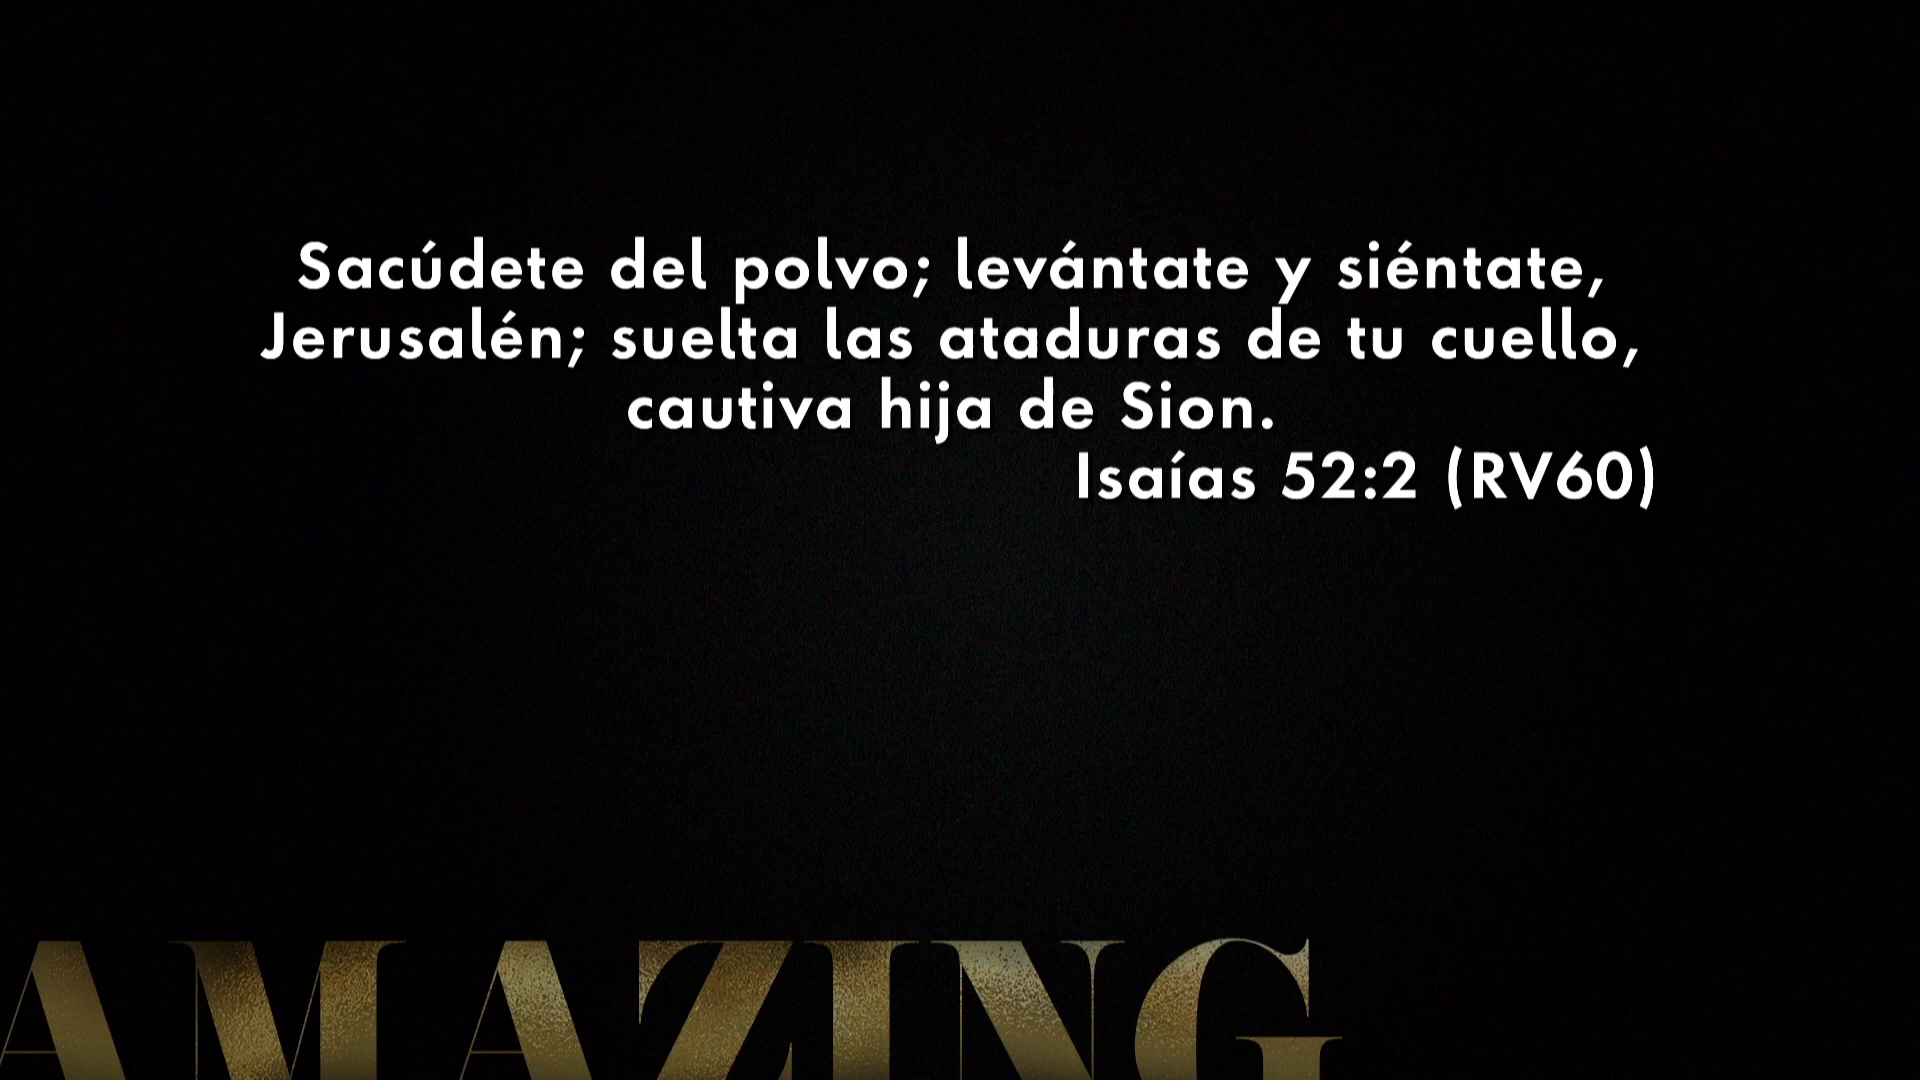 Sacúdete del polvo; levántate y siéntate,
Jerusalén; suelta las ataduras de tu cuello,
cautiva hija de Sion.
Isaías 52:2 (RV60)
AMAZING